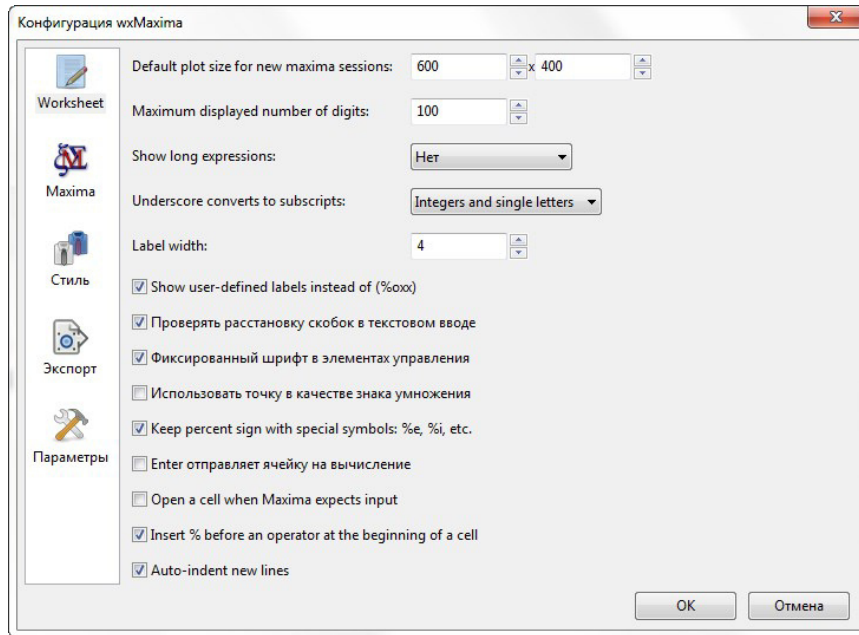 Конфигурация wxMaxima
Worksheet
Maxima
Стиль
Экспорт
Параметры
Default plot size for new maxima sessions: 600 x 400
Maximum displayed number of digits: 100
Show long expressions: Нет
Underscore converts to subscripts: Integers and single letters
Label width: 4
Show user-defined labels instead of (%oxx)
Проверять расстановку скобок в текстовом вводе
Фиксированный шрифт в элементах управления
Использовать точку в качестве знака умножения
Keep percent sign with special symbols: %e, %i, etc.
Enter отправляет ячейку на вычисление
Open a cell when Maxima expects input
Insert % before an operator at the beginning of a cell
Auto-indent new lines
OK Отмена